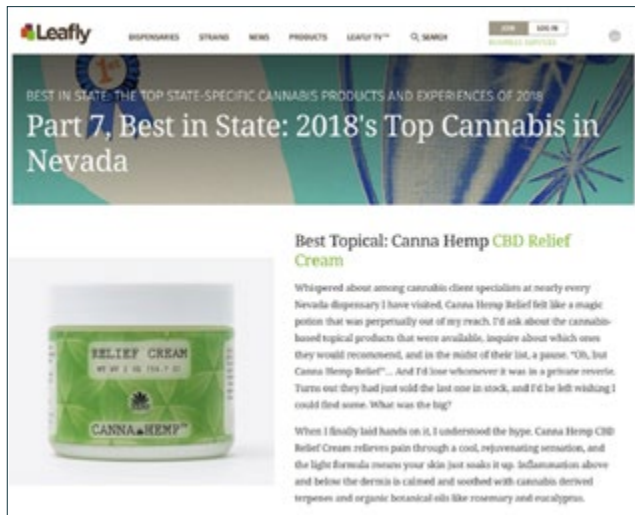 Leafly
DISPENSARIES STRAINS NEWS PRODUCTS LEAFLY TV™ SEARCH JOIN LOG IN
BUSINESS SERVICES
1st
BEST IN STATE: THE TOP STATE-SPECIFIC CANNABIS PRODUCTS AND EXPERIENCES OF 2018
Part 7, Best in State: 2018's Top Cannabis in
Nevada
Best Topical: Canna Hemp CBD Relief
Cream
Whispered about among cannabis client specialists at nearly every
Nevada dispensary I have visited, Canna Hemp Relief felt like a magic
potion that was perpetually out of my reach. I'd ask about the cannabis-
based topical products that were available, inquire about which ones
they would recommend, and in the midst of their list, a pause. "Oh, but
Canna Hemp Relief"... And I'd lose whomever it was in a private reverie.
Turns out they had just sold the last one in stock, and I'd be left wishing I
could find some. What was the big?
When I finally laid hands on it, I understood the hype. Canna Hemp CBD
Relief Cream relieves pain through a cool, rejuvenating sensation, and
the light formula means your skin just soaks it up. Inflammation above
and below the dermis is calmed and soothed with cannabis derived
terpenes and organic botanical oils like rosemary and eucalyptus.
RELIEF CREAM
NET WT 2 OZ
CANNA HEMP™